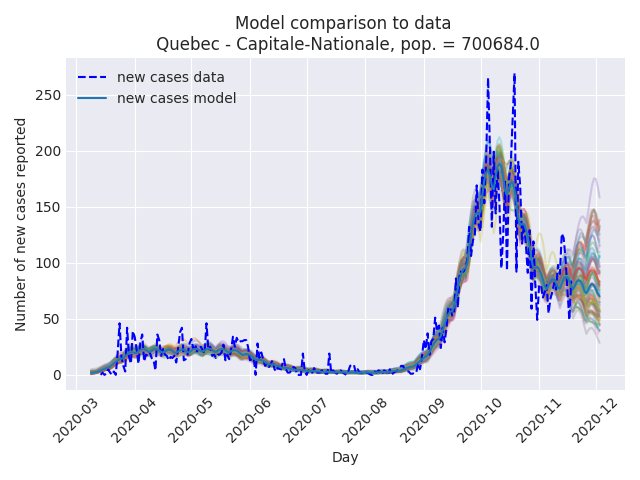 Model comparison to data
Quebec - Capitale-Nationale, pop. = 700684.0
new cases data
new cases model
Number of new cases reported
250
200
150
100
50
0
2020-03
2020-04
2020-05
2020-06
2020-07
2020-08
2020-09
2020-10
2020-11
2020-12
Day